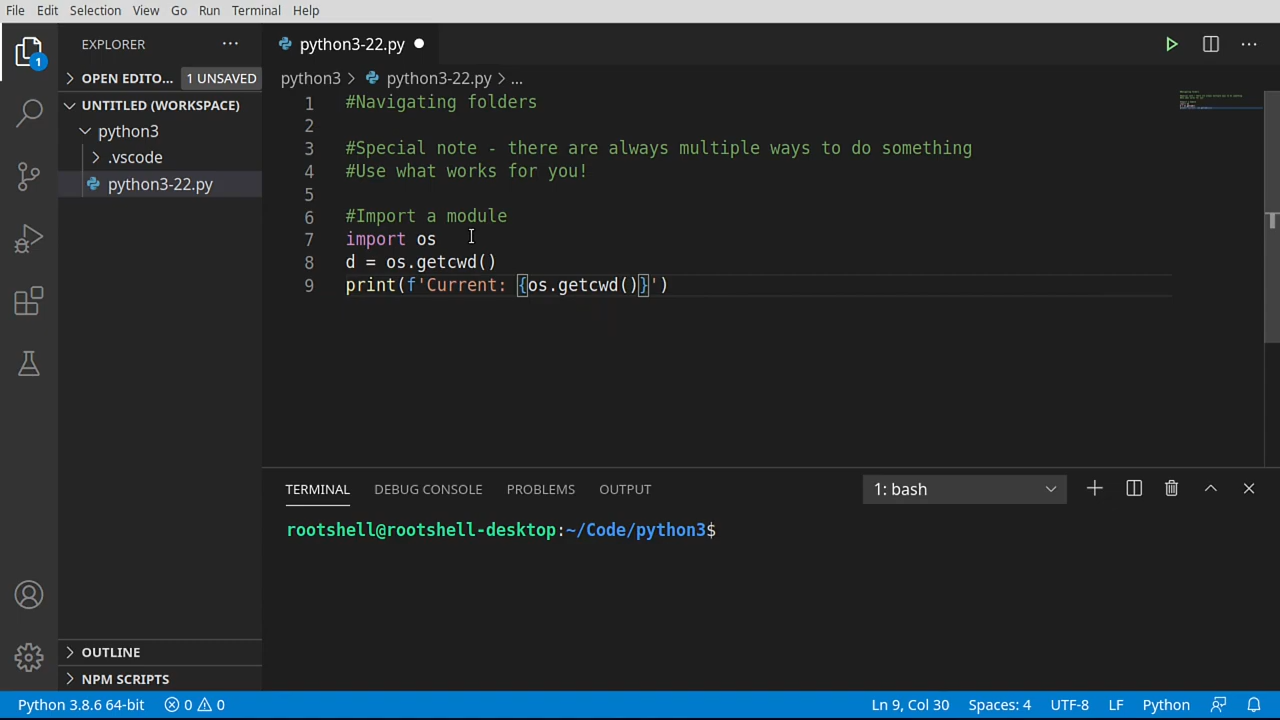 File Edit Selection View Go Run Terminal Help
EXPLORER
1
OPEN EDITO... 1 UNSAVED
UNTITLED (WORKSPACE)
python3
.vscode
python3-22.py
OUTLINE
NPM SCRIPTS
python3-22.py
python3 > python3-22.py > ...
1 #Navigating folders
2
3 #Special note - there are always multiple ways to do something
4 #Use what works for you!
5
6 #Import a module
7 import os
8 d = os.getcwd()
9 print(f'Current: {os.getcwd()}')
TERMINAL DEBUG CONSOLE PROBLEMS OUTPUT 1: bash
rootshell@rootshell-desktop:~/Code/python3$
Python 3.8.6 64-bit 0 0 Ln 9, Col 30 Spaces: 4 UTF-8 LF Python